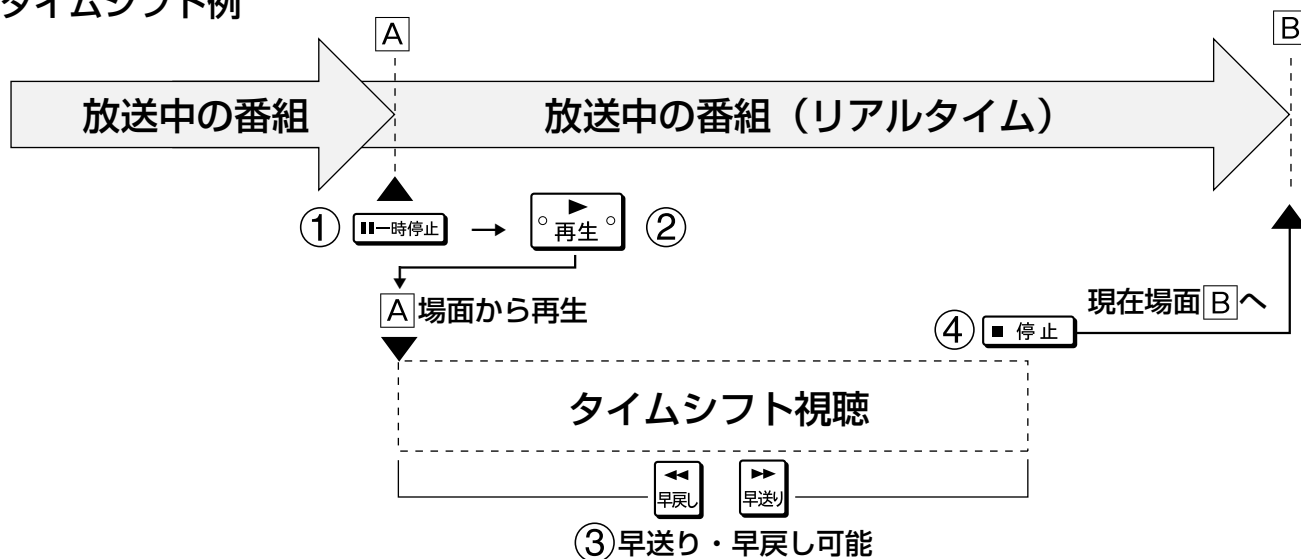 タイムシフト例
A
B
放送中の番組
放送中の番組（リアルタイム）
① 一時停止 → 再生 ②
A場面から再生
現在場面Bへ
④ ■ 停止
タイムシフト視聴
早戻し
早送り
③早送り・早戻し可能